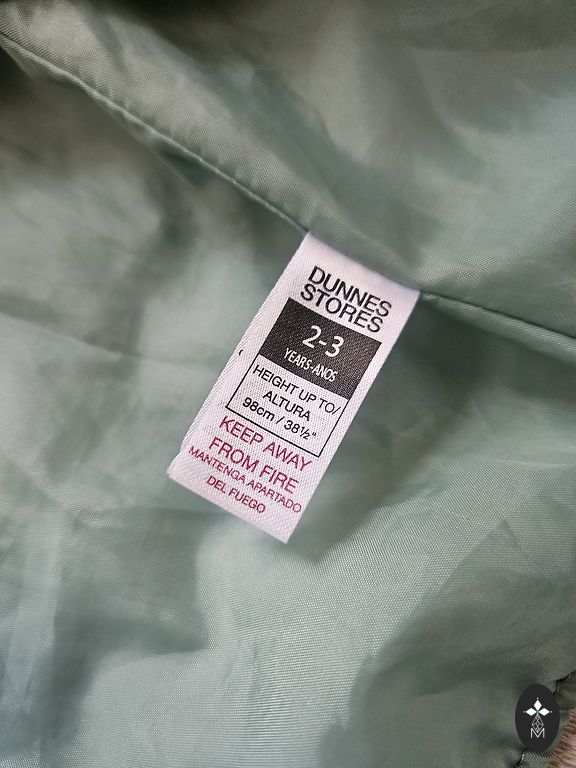 DUNNES
STORES
2-3
YEARS-ANOS
HEIGHT UP TO/
ALTURA
98cm / 38½"
KEEP AWAY
FROM FIRE
MANTENGA APARTADO
DEL FUEGO
M